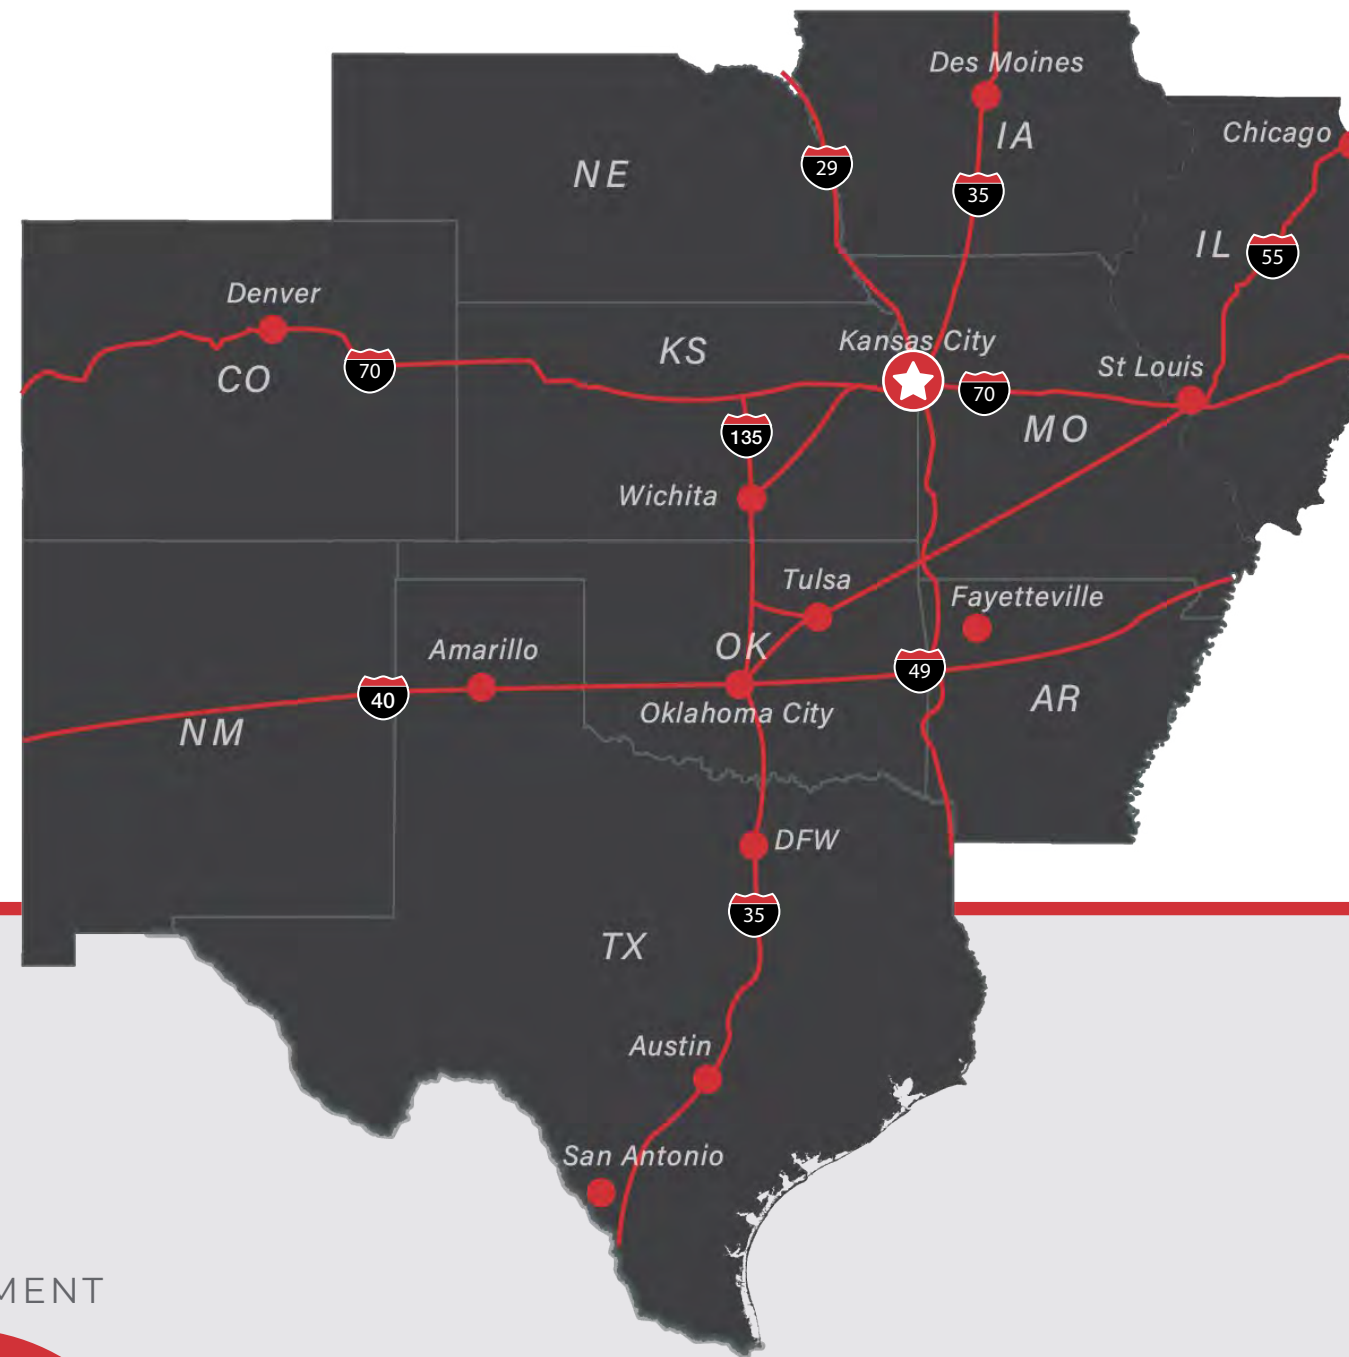 Des Moines
IA
Chicago
29
NE
35
IL
55
Denver
Kansas City
KS
St Louis
CO
70
70
MO
135
Wichita
Tulsa
Fayetteville
OK
Amarillo
49
40
AR
NM
Oklahoma City
DFW
35
TX
Austin
San Antonio
MENT